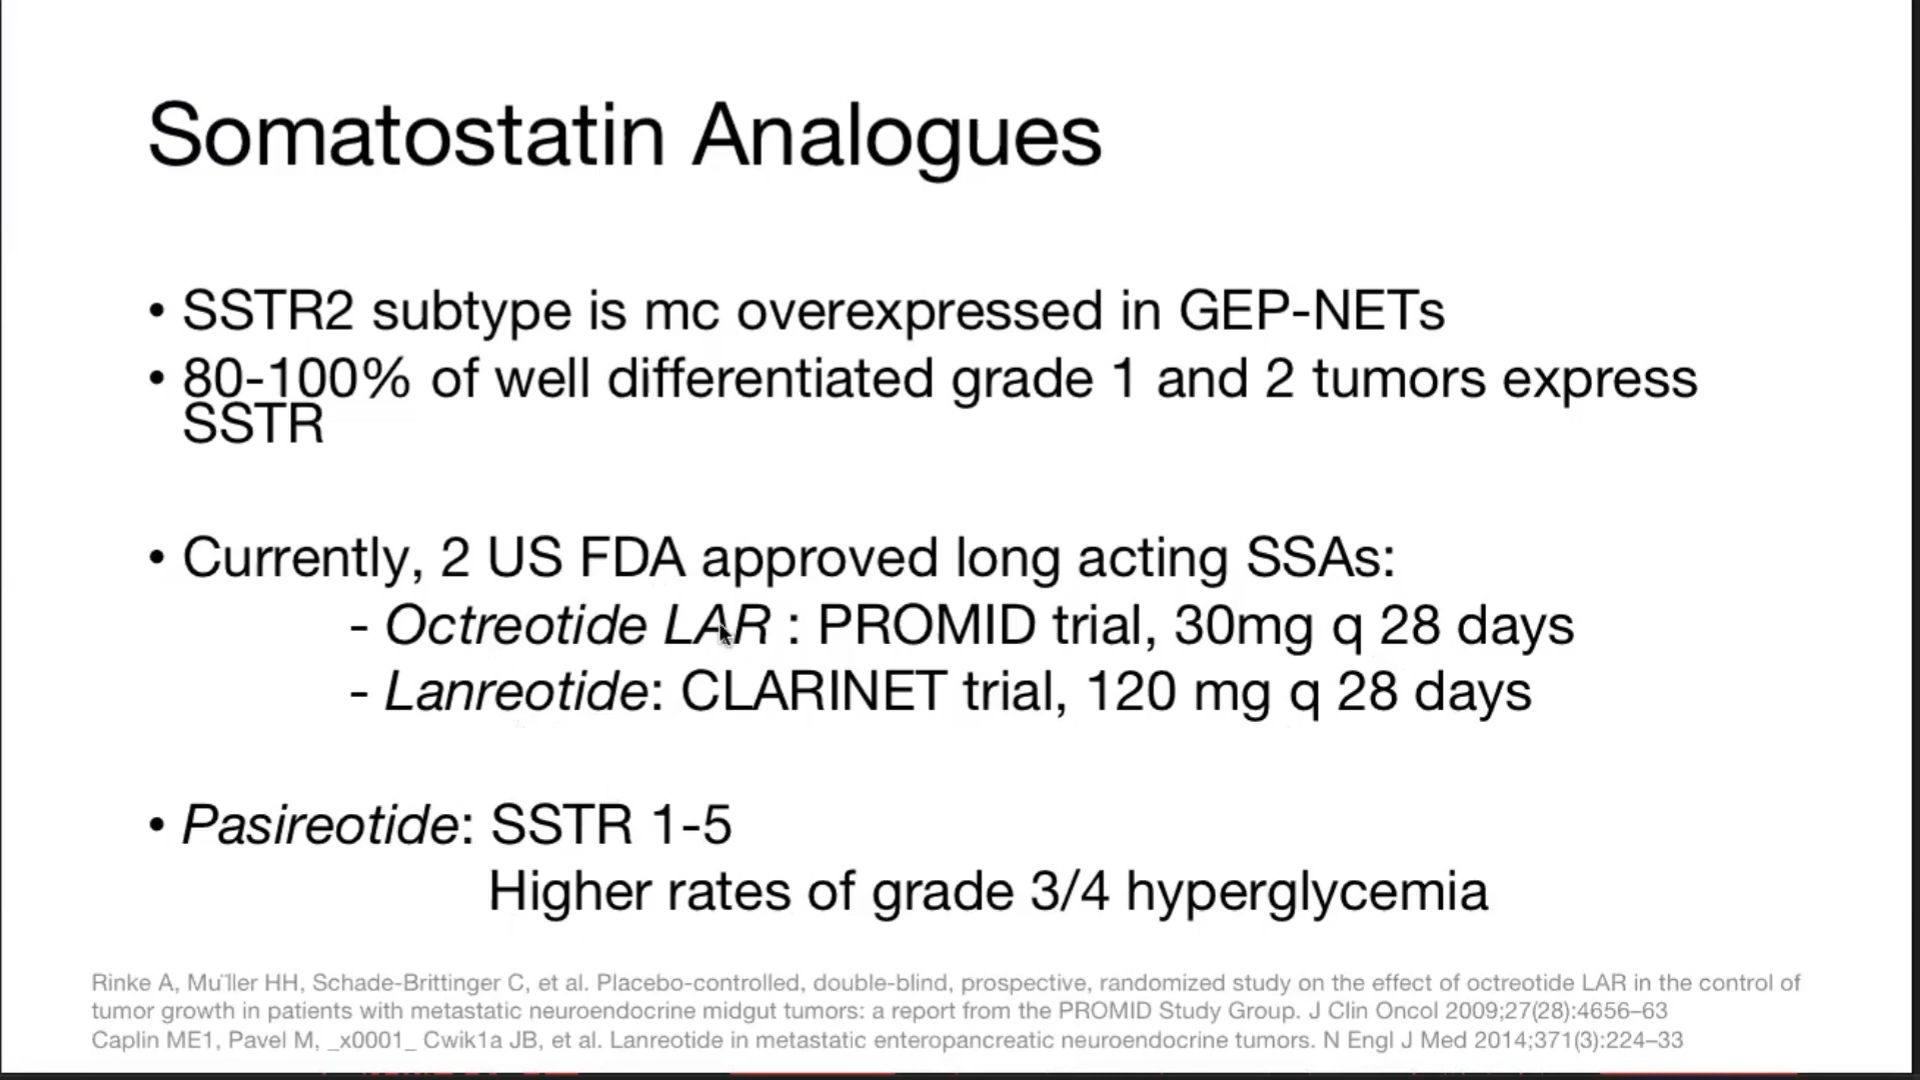 Somatostatin Analogues
• SSTR2 subtype is mc overexpressed in GEP-NETs
• 80-100% of well differentiated grade 1 and 2 tumors express
SSTR
• Currently, 2 US FDA approved long acting SSAs:
- Octreotide LAR : PROMID trial, 30mg q 28 days
- Lanreotide: CLARINET trial, 120 mg q 28 days
• Pasireotide: SSTR 1-5
Higher rates of grade 3/4 hyperglycemia
Rinke A, Mu¨ller HH, Schade-Brittinger C, et al. Placebo-controlled, double-blind, prospective, randomized study on the effect of octreotide LAR in the control of
tumor growth in patients with metastatic neuroendocrine midgut tumors: a report from the PROMID Study Group. J Clin Oncol 2009;27(28):4656–63
Caplin ME1, Pavel M, _x0001_ Cwik1a JB, et al. Lanreotide in metastatic enteropancreatic neuroendocrine tumors. N Engl J Med 2014;371(3):224–33